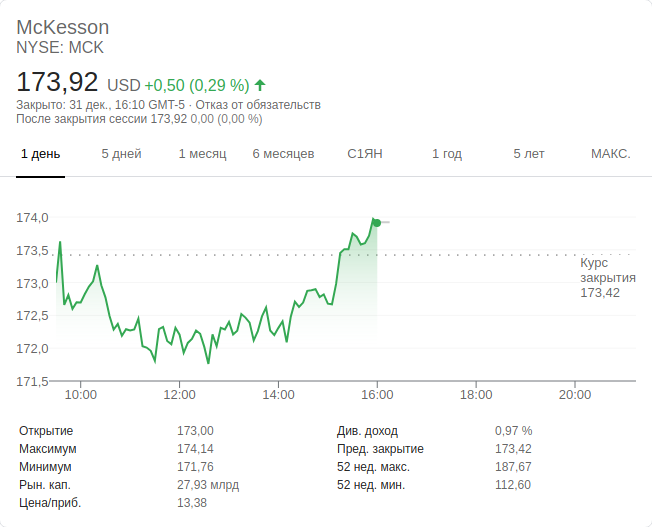 McKesson
NYSE: MCK
173,92 USD +0,50 (0,29 %)
Закрыто: 31 дек., 16:10 GMT-5 · Отказ от обязательств
После закрытия сессии 173,92 0,00 (0,00 %)
1 день 5 дней 1 месяц 6 месяцев С1ЯН 1 год 5 лет МАКС.
174,0
173,5
Курс
закрытия
173,42
173,0
172,5
172,0
171,5
10:00 12:00 14:00 16:00 18:00 20:00
Открытие 173,00 Див. доход 0,97 %
Максимум 174,14 Пред. закрытие 173,42
Минимум 171,76 52 нед. макс. 187,67
Рын. кап. 27,93 млрд 52 нед. мин. 112,60
Цена/приб. 13,38